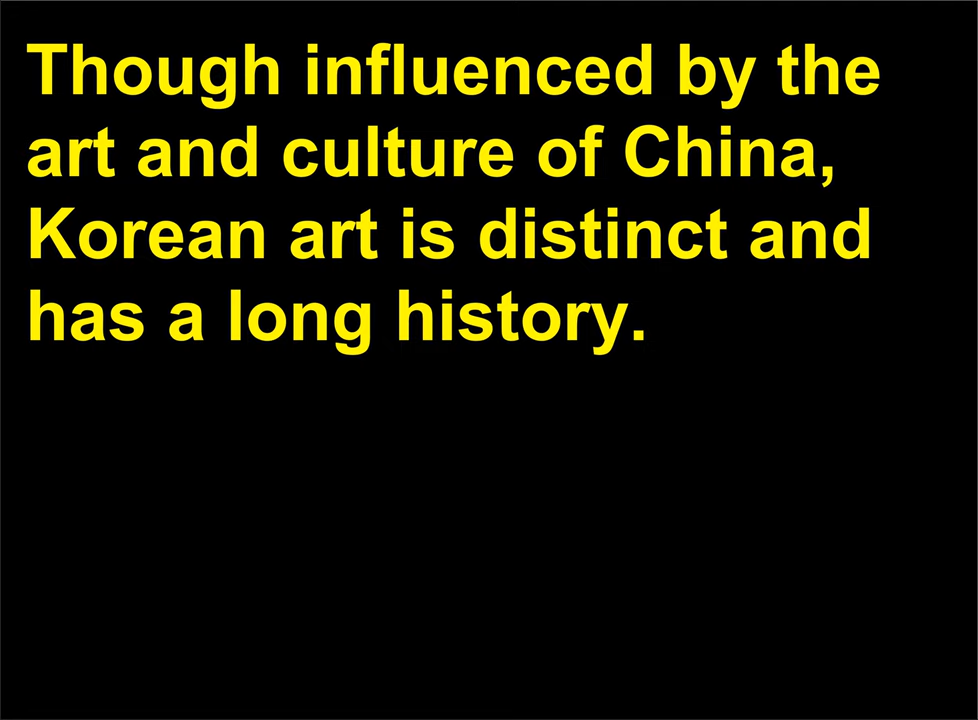 Though influenced by the
art and culture of China,
Korean art is distinct and
has a long history.